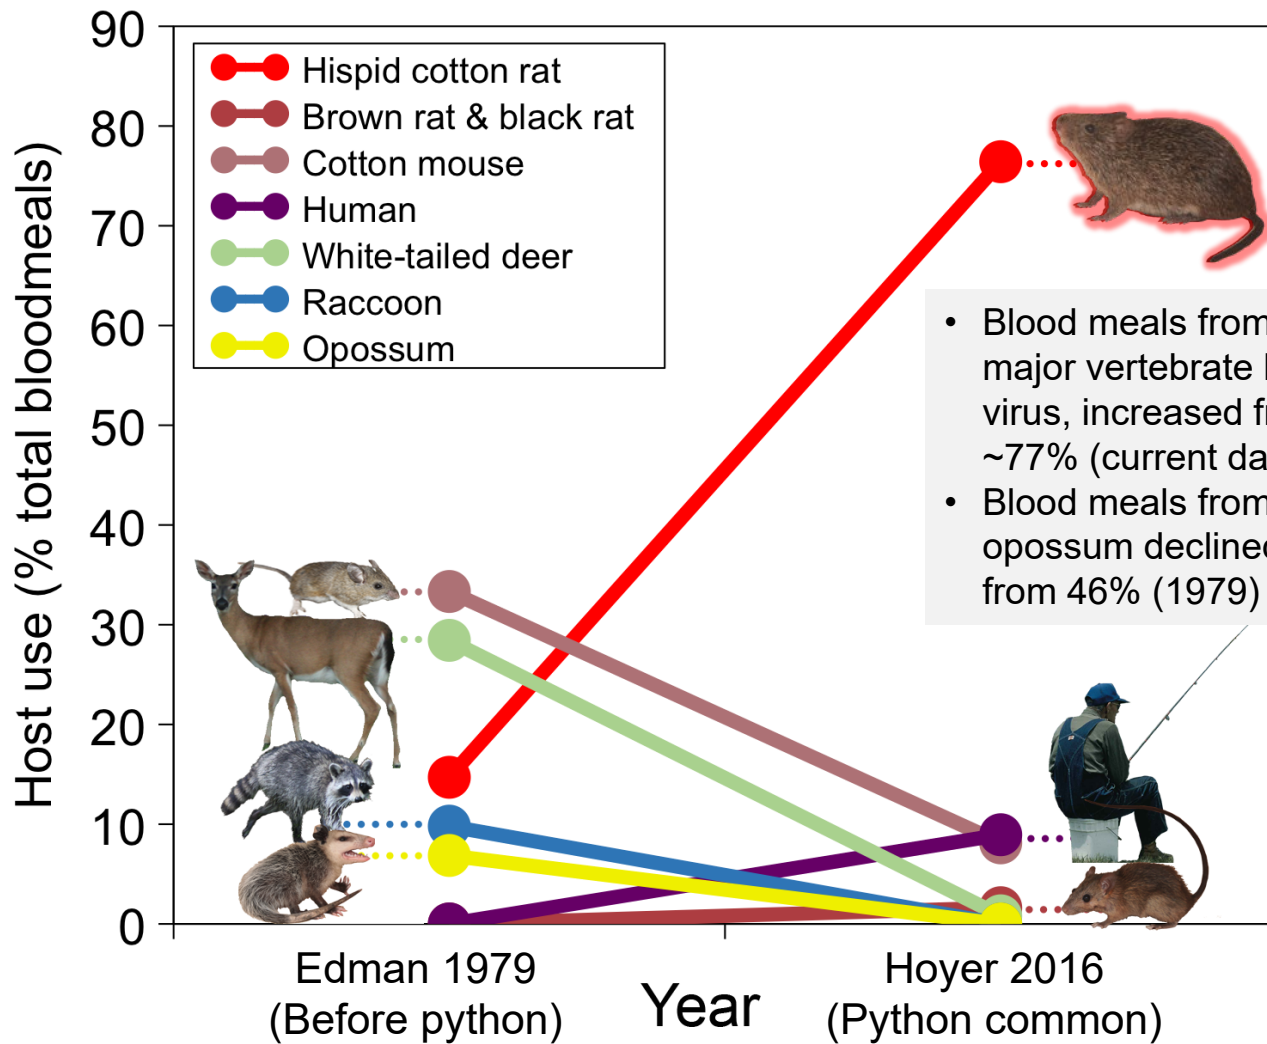 90
80
70
60
50
40
30
20
10
0
Host use (% total bloodmeals)
Hispid cotton rat
Brown rat & black rat
Cotton mouse
Human
White-tailed deer
Raccoon
Opossum
• Blood meals from
major vertebrate
virus, increased
~77% (current
• Blood meals from
opossum
from 46% (1979)
Edman 1979
(Before python)
Year
Hoyer 2016
(Python common)